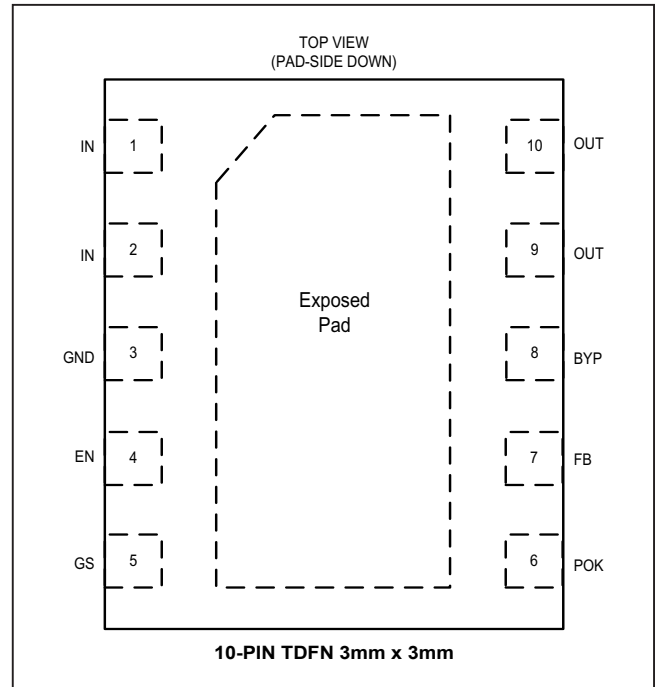 TOP VIEW
(PAD-SIDE DOWN)
IN 1
10 OUT
IN 2
9 OUT
Exposed
Pad
GND 3
8 BYP
EN 4
7 FB
GS 5
6 POK
10-PIN TDFN 3mm x 3mm